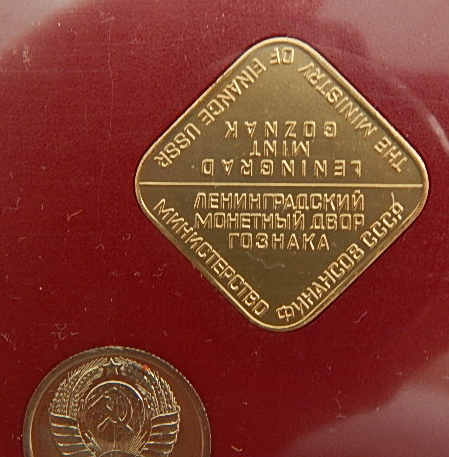 THE MINISTRY OF FINANCE USSR
LENINGRAD
MINT
GOZNAK
ЛЕНИНГРАДСКИЙ
МОНЕТНЫЙ ДВОР
ГОЗНАКА
МИНИСТЕРСТВО ФИНАНСОВ СССР